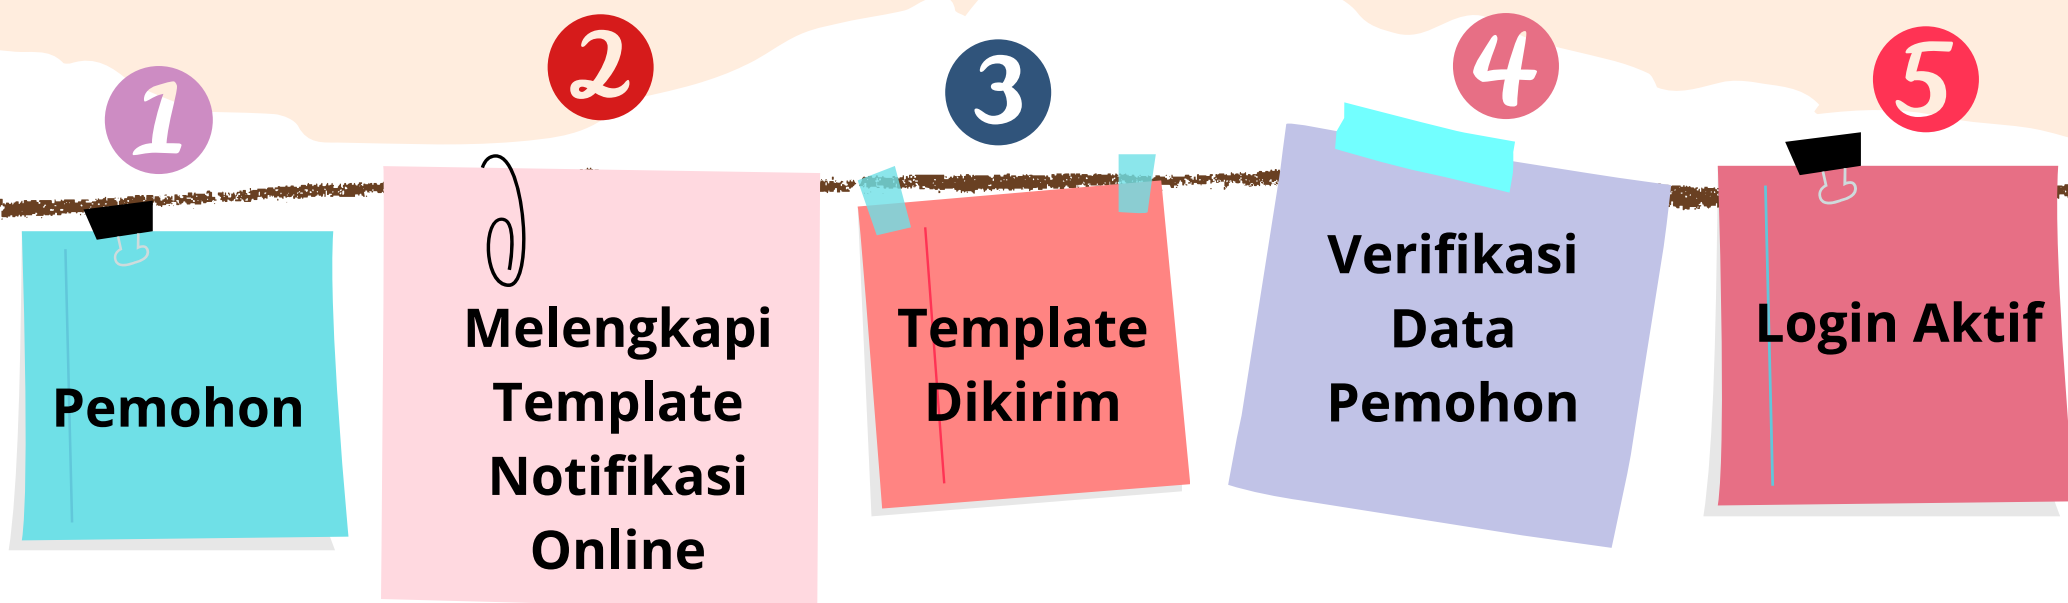 1
Pemohon
2
Melengkapi
Template
Notifikasi
Online
3
Template
Dikirim
4
Verifikasi
Data
Pemohon
5
Login Aktif